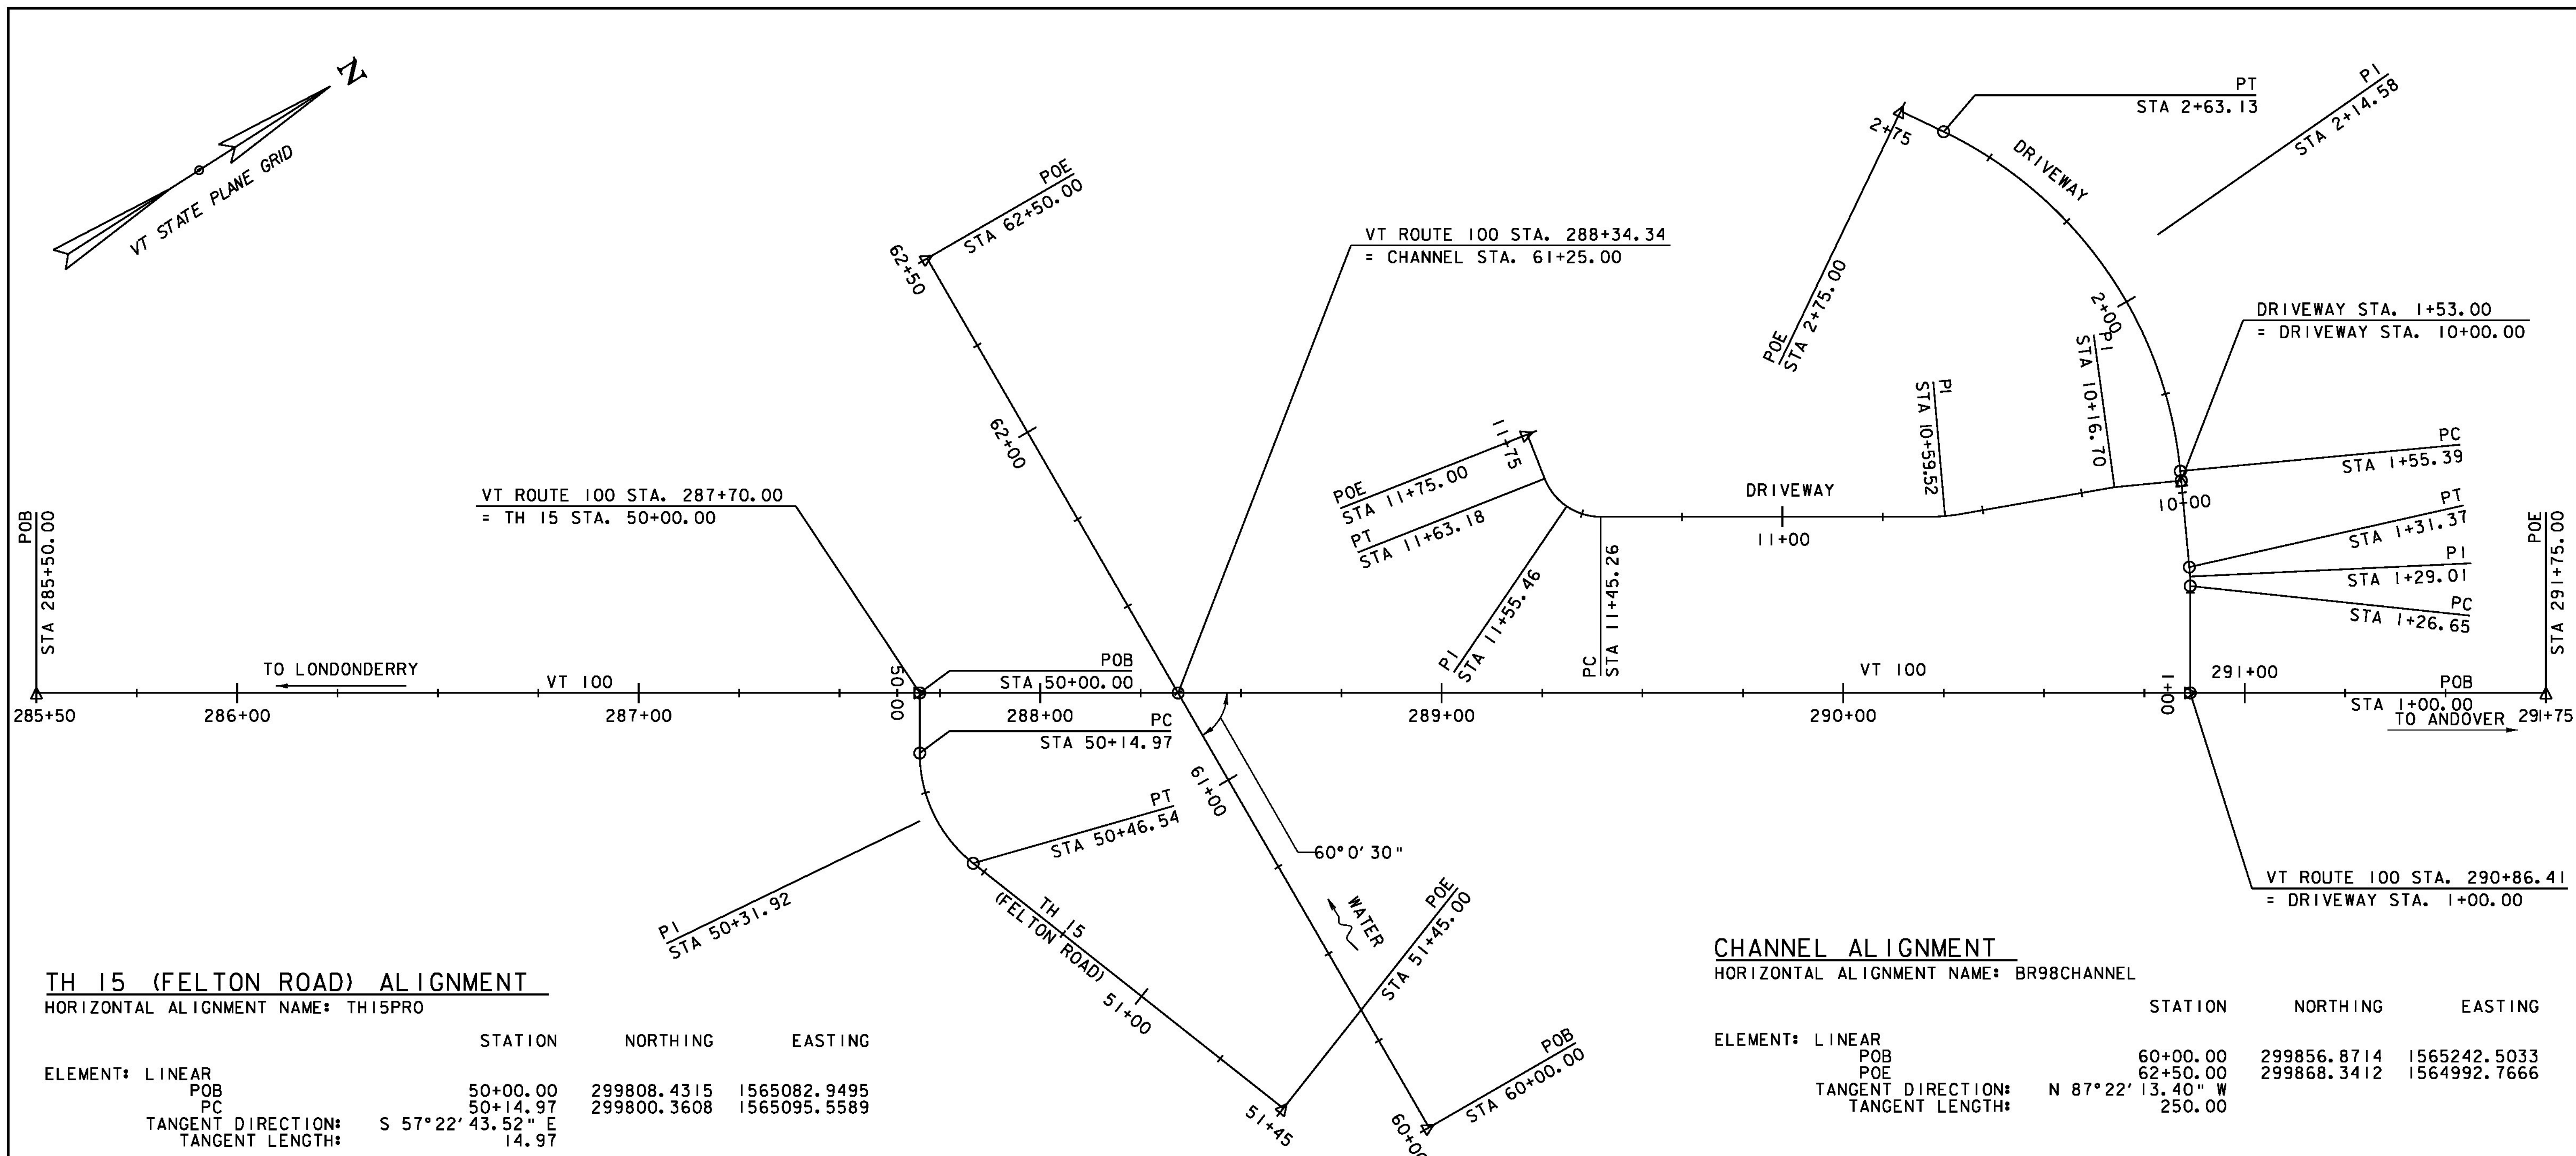 N
VT STATE PLANE GRID
POE
STA 62+50.00
62+50
62+00
VT ROUTE 100 STA. 288+34.34
= CHANNEL STA. 61+25.00
PT
STA 2+63.13
PI
STA 2+14.58
2+75
DRIVEWAY
POE
STA 2+75.00
2+00
DRIVEWAY STA. 1+53.00
= DRIVEWAY STA. 10+00.00
PI
STA 10+16.70
PI
STA 10+59.52
PC
STA 1+55.39
10+00
PT
STA 1+31.37
PI
STA 1+29.01
PC
STA 1+26.65
11+75
POE
STA 11+75.00
PT
STA 11+63.18
DRIVEWAY
11+00
PI
STA 11+55.46
PC
STA 11+45.26
VT ROUTE 100 STA. 287+70.00
= TH 15 STA. 50+00.00
POB
STA 285+50.00
POE
STA 291+75.00
TO LONDONDERRY
VT 100
50+00
POB
STA 50+00.00
VT 100
1+00
291+00
POB
STA 1+00.00
TO ANDOVER
285+50
286+00
287+00
288+00
289+00
290+00
291+75
PC
STA 50+14.97
61+00
PT
STA 50+46.54
60°0'30"
PI
STA 50+31.92
TH 15
(FELTON ROAD)
51+00
WATER
POE
STA 51+45.00
51+45
POB
STA 60+00.00
60+00
VT ROUTE 100 STA. 290+86.41
= DRIVEWAY STA. 1+00.00
TH 15 (FELTON ROAD) ALIGNMENT
HORIZONTAL ALIGNMENT NAME: TH15PRO
STATION NORTHING EASTING
ELEMENT: LINEAR
POB 50+00.00 299808.4315 1565082.9495
PC 50+14.97 299800.3608 1565095.5589
TANGENT DIRECTION: S 57°22'43.52" E
TANGENT LENGTH: 14.97
CHANNEL ALIGNMENT
HORIZONTAL ALIGNMENT NAME: BR98CHANNEL
STATION NORTHING EASTING
ELEMENT: LINEAR
POB 60+00.00 299856.8714 1565242.5033
POE 62+50.00 299868.3412 1564992.7666
TANGENT DIRECTION: N 87°22'13.40" W
TANGENT LENGTH: 250.00